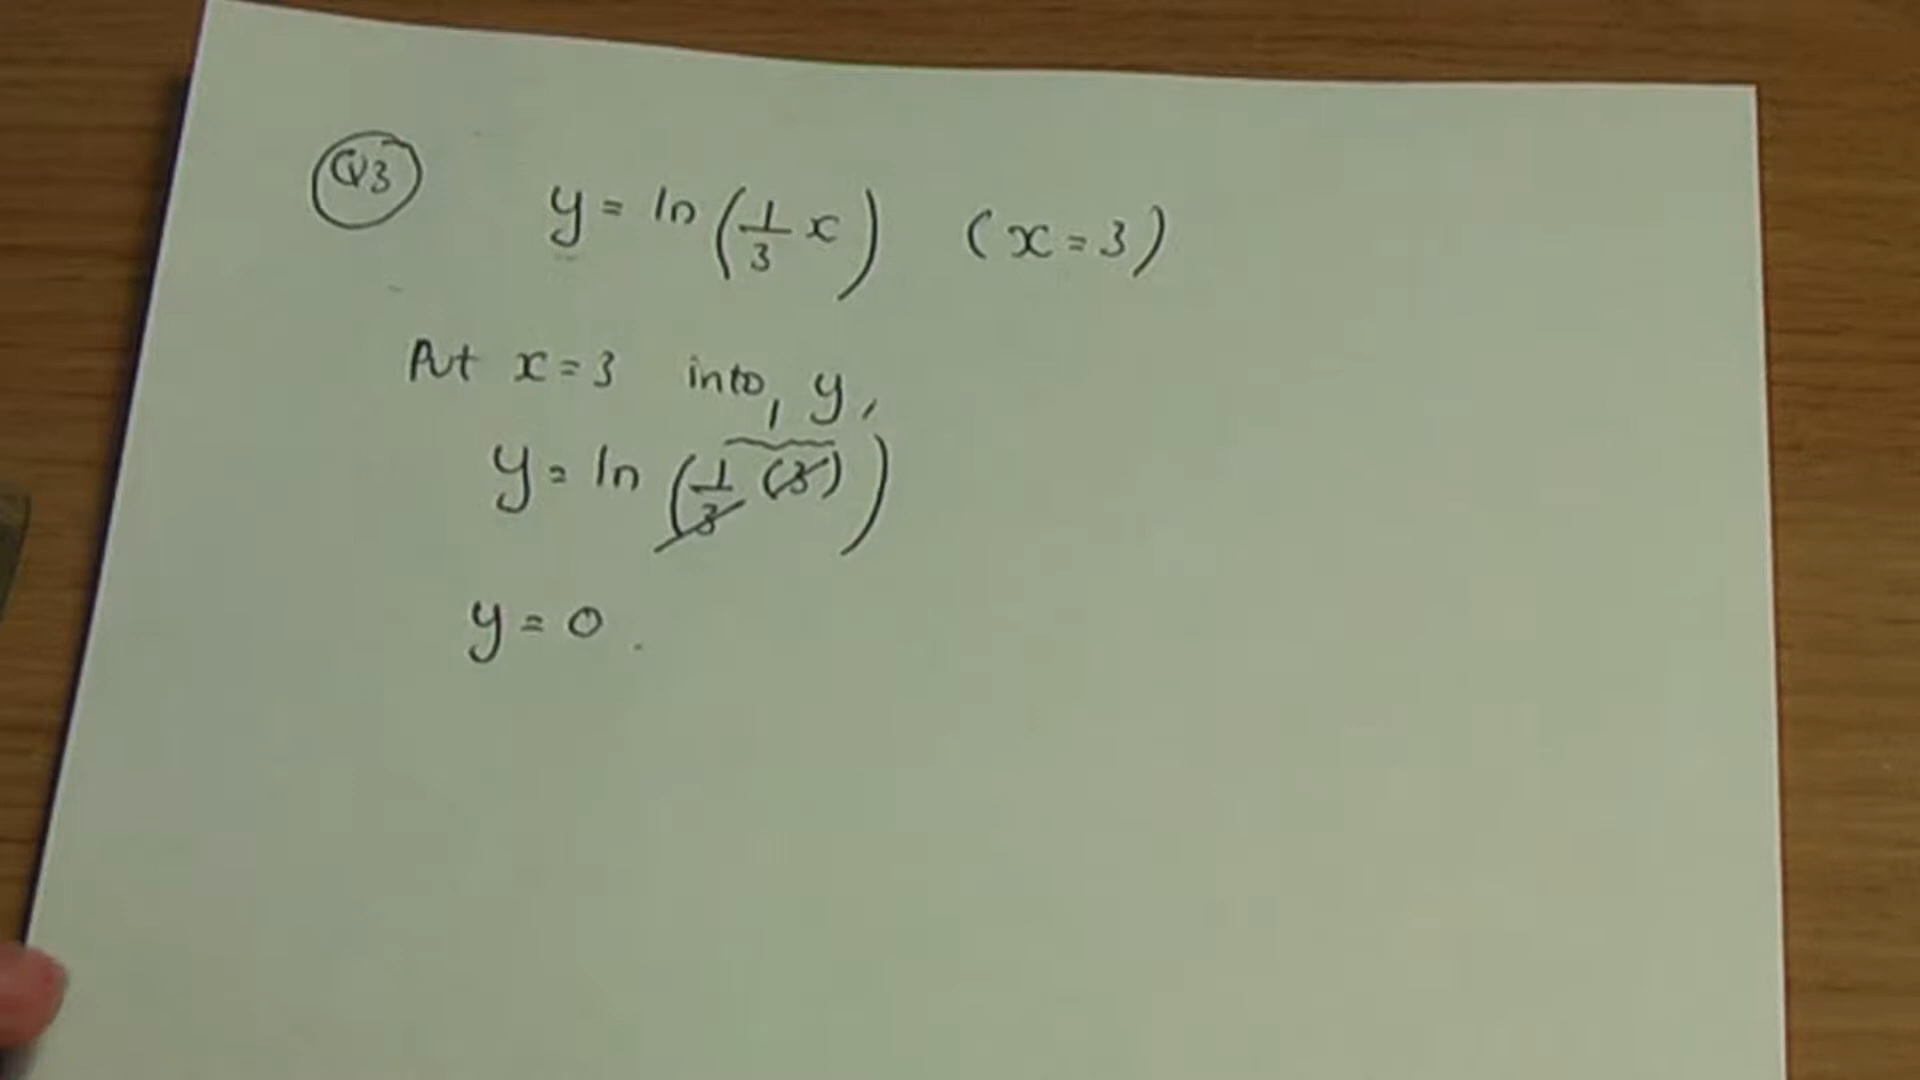 Q3
y = ln (1/3 x) (x = 3)
Put x = 3 into, y,
y = ln (1/3 (3))
y = 0.